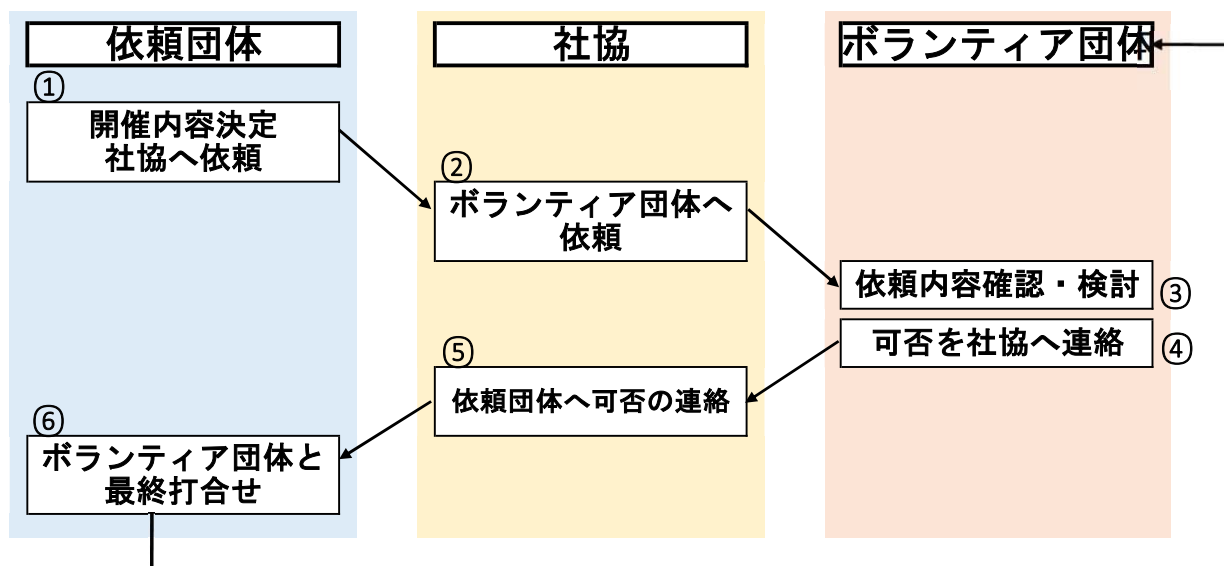 依頼団体
社協
ボランティア団体
①
開催内容決定
社協へ依頼
②
ボランティア団体へ
依頼
依頼内容確認・検討
③
可否を社協へ連絡
④
⑤
依頼団体へ可否の連絡
⑥
ボランティア団体と
最終打合せ